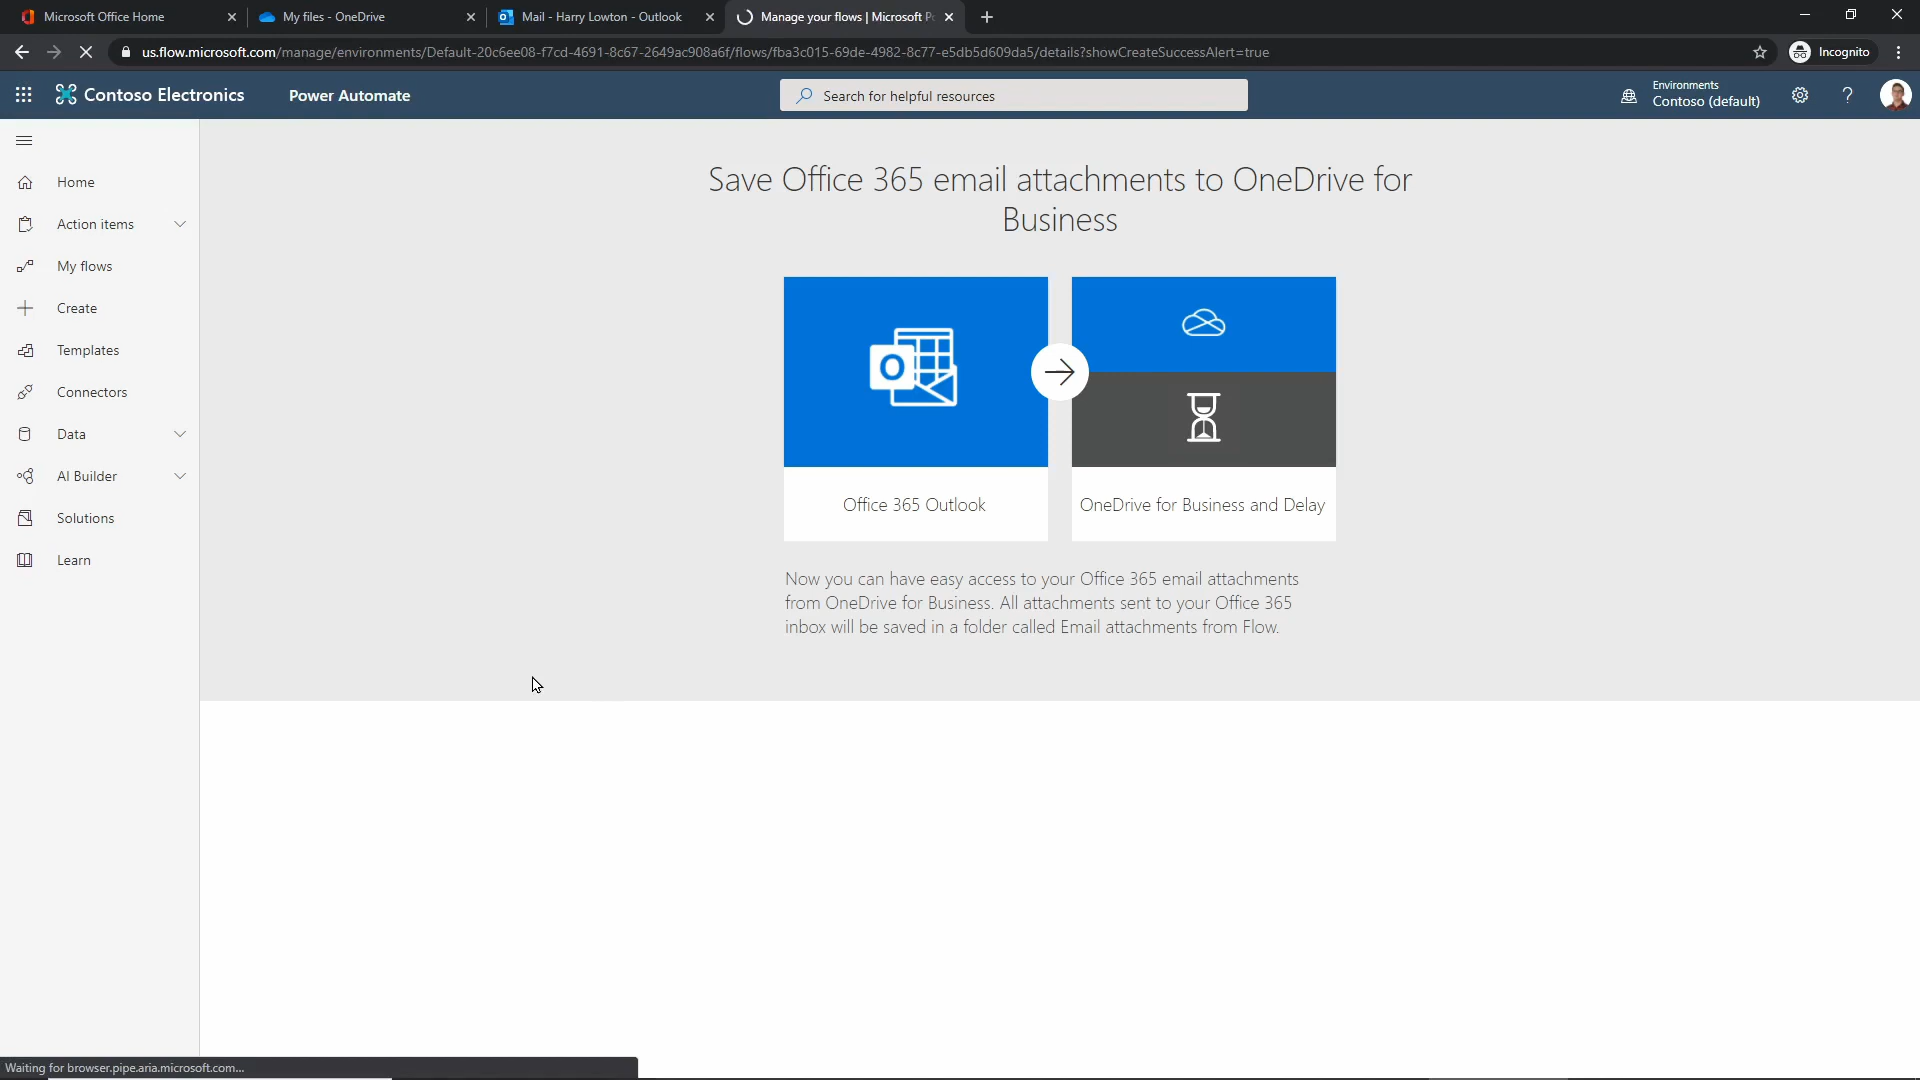 Microsoft Office Home
My files - OneDrive
Mail - Harry Lowton - Outlook
Manage your flows | Microsoft P
us.flow.microsoft.com/manage/environments/Default-20c6ee08-f7cd-4691-8c67-2649ac908a6f/flows/fba3c015-69de-4982-8c77-e5db5d609da5/details?showCreateSuccessAlert=true
Incognito
Contoso Electronics
Power Automate
Search for helpful resources
Environments
Contoso (default)
Home
Action items
My flows
Create
Templates
Connectors
Data
AI Builder
Solutions
Learn
Save Office 365 email attachments to OneDrive for
Business
Office 365 Outlook
OneDrive for Business and Delay
Now you can have easy access to your Office 365 email attachments
from OneDrive for Business. All attachments sent to your Office 365
inbox will be saved in a folder called Email attachments from Flow.
Waiting for browser.pipe.aria.microsoft.com...